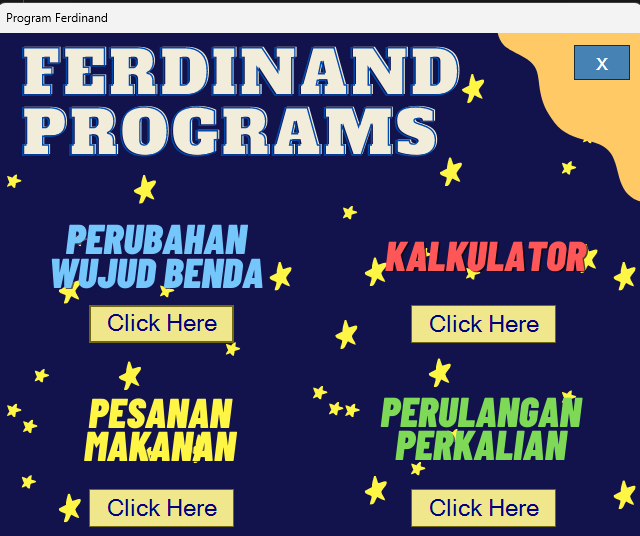 Program Ferdinand
FERDINAND
PROGRAMS
X
PERUBAHAN
WUJUD BENDA
Click Here
KALKULATOR
Click Here
PESANAN
MAKANAN
Click Here
PERULANGAN
PERKALIAN
Click Here